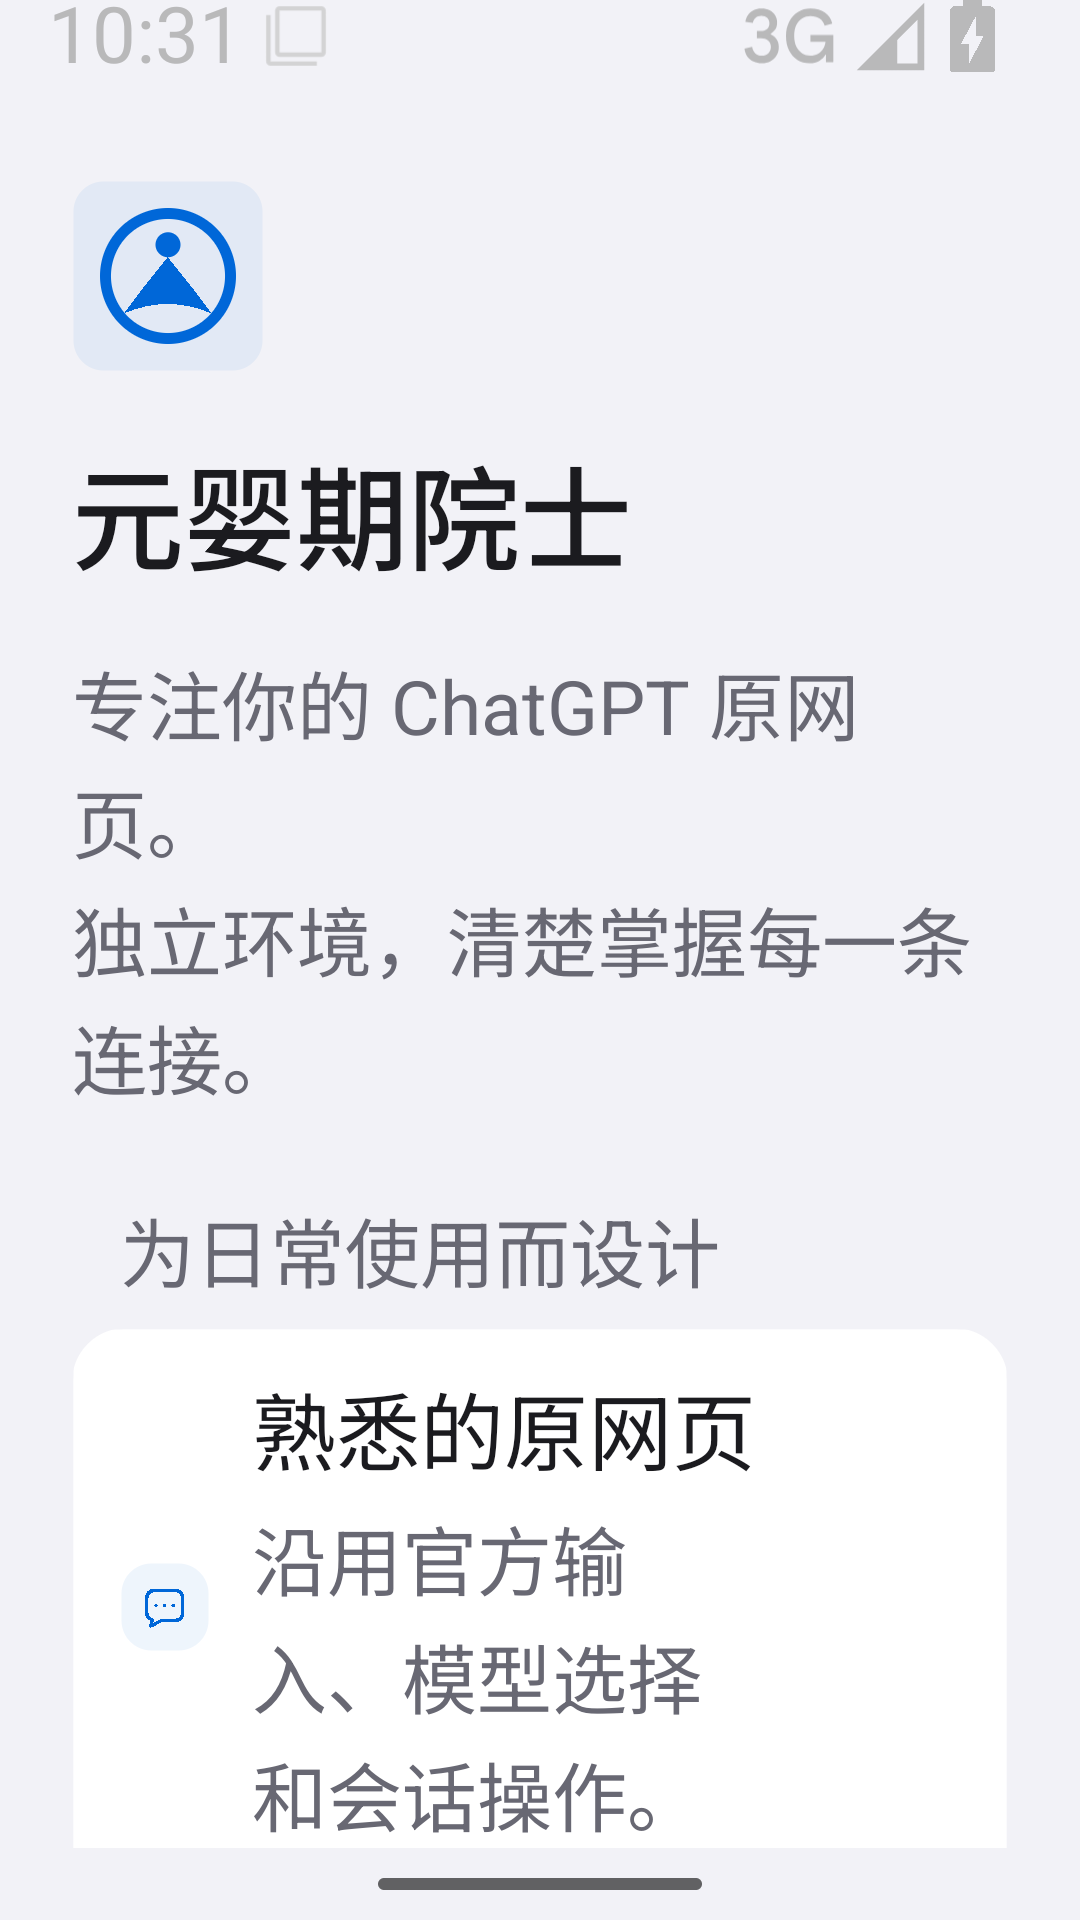 10:31 3G
元婴期院士
专注你的 ChatGPT 原网
页。
独立环境，清楚掌握每一条
连接。
为日常使用而设计
熟悉的原网页
沿用官方输
入、模型选择
和会话操作。